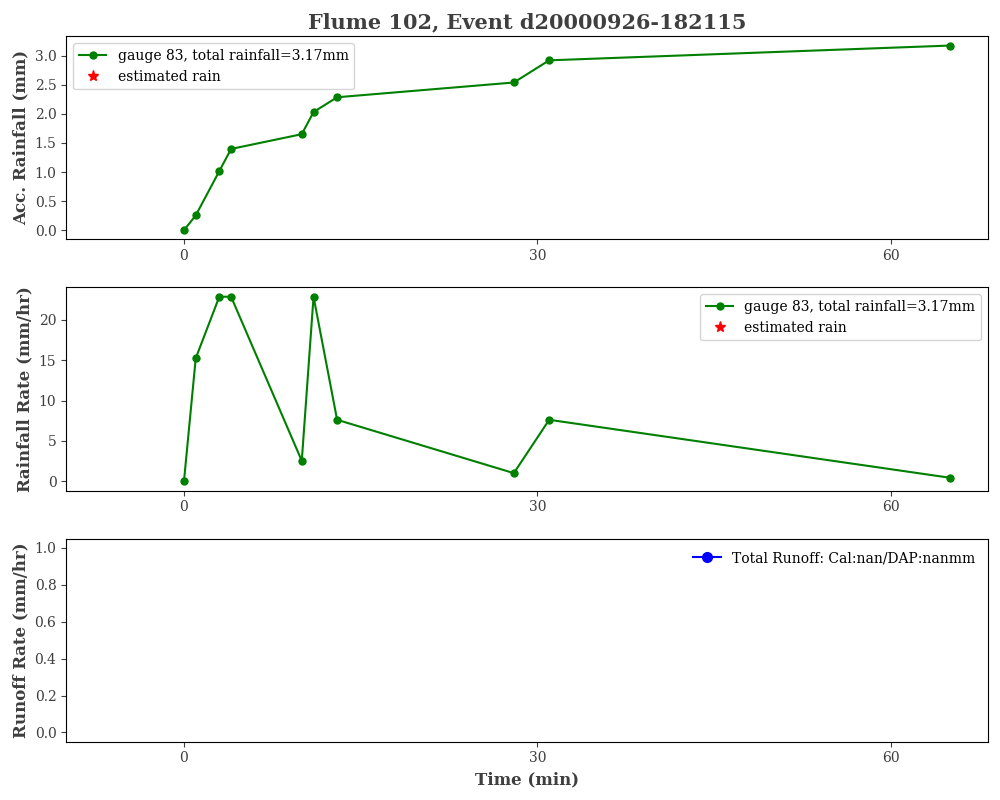 Flume 102, Event d20000926-182115
Acc. Rainfall (mm)
3.0
2.5
2.0
1.5
1.0
0.5
0.0
gauge 83, total rainfall=3.17mm
estimated rain
0 30 60
Rainfall Rate (mm/hr)
20
15
10
5
0
gauge 83, total rainfall=3.17mm
estimated rain
0 30 60
Runoff Rate (mm/hr)
1.0
0.8
0.6
0.4
0.2
0.0
Total Runoff: Cal:nan/DAP:nanmm
0 30 60
Time (min)